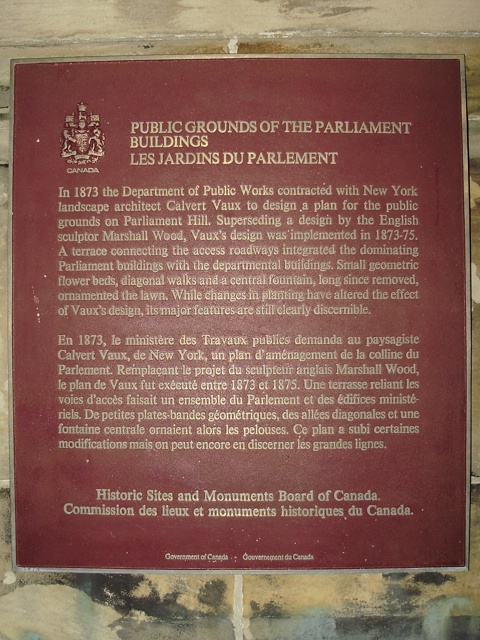 CANADA
PUBLIC GROUNDS OF THE PARLIAMENT
BUILDINGS
LES JARDINS DU PARLEMENT
In 1873 the Department of Public Works contracted with New York
landscape architect Calvert Vaux to design a plan for the public
grounds on Parliament Hill. Superseding a design by the English
sculptor Marshall Wood, Vaux's design was implemented in 1873-75.
A terrace connecting the access roadways integrated the dominating
Parliament buildings with the departmental buildings. Small geometric
flower beds, diagonal walks and a central fountain, long since removed,
ornamented the lawn. While changes in planting have altered the effect
of Vaux's design, its major features are still clearly discernible.
En 1873, le ministère des Travaux publics demanda au paysagiste
Calvert Vaux, de New York, un plan d'aménagement de la colline du
Parlement. Remplaçant le projet du sculpteur anglais Marshall Wood,
le plan de Vaux fut exécuté entre 1873 et 1875. Une terrasse reliant les
voies d'accès faisait un ensemble du Parlement et des édifices ministé-
riels. De petites plates-bandes géométriques, des allées diagonales et une
fontaine centrale ornaient alors les pelouses. Ce plan a subi certaines
modifications mais on peut encore en discerner les grandes lignes.
Historic Sites and Monuments Board of Canada.
Commission des lieux et monuments historiques du Canada.
Government of Canada - Gouvernement du Canada